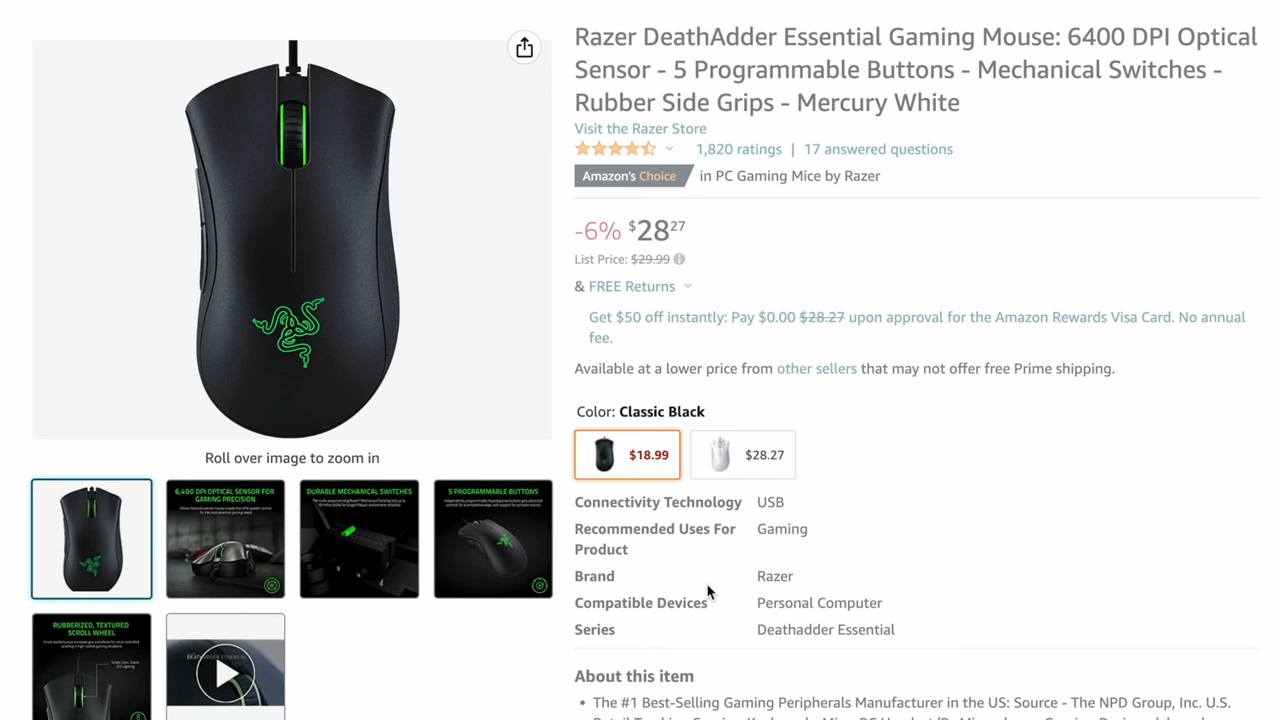 Razer DeathAdder Essential Gaming Mouse: 6400 DPI Optical
Sensor - 5 Programmable Buttons - Mechanical Switches -
Rubber Side Grips - Mercury White
Visit the Razer Store
1,820 ratings | 17 answered questions
Amazon's Choice in PC Gaming Mice by Razer
-6% $28 27
List Price: $29.99
& FREE Returns
Get $50 off instantly: Pay $0.00 $28.27 upon approval for the Amazon Rewards Visa Card. No annual
fee.
Available at a lower price from other sellers that may not offer free Prime shipping.
Color: Classic Black
$18.99 $28.27
Connectivity Technology USB
Recommended Uses For Gaming
Product
Brand Razer
Compatible Devices Personal Computer
Series Deathadder Essential
About this item
• The #1 Best-Selling Gaming Peripherals Manufacturer in the US: Source - The NPD Group, Inc. U.S.
Roll over image to zoom in
6,400 DPI OPTICAL SENSOR FOR
GAMING PRECISION
DURABLE MECHANICAL SWITCHES
5 PROGRAMMABLE BUTTONS
RUBBERIZED, TEXTURED
SCROLL WHEEL
DEATHADDER ESSENTIAL